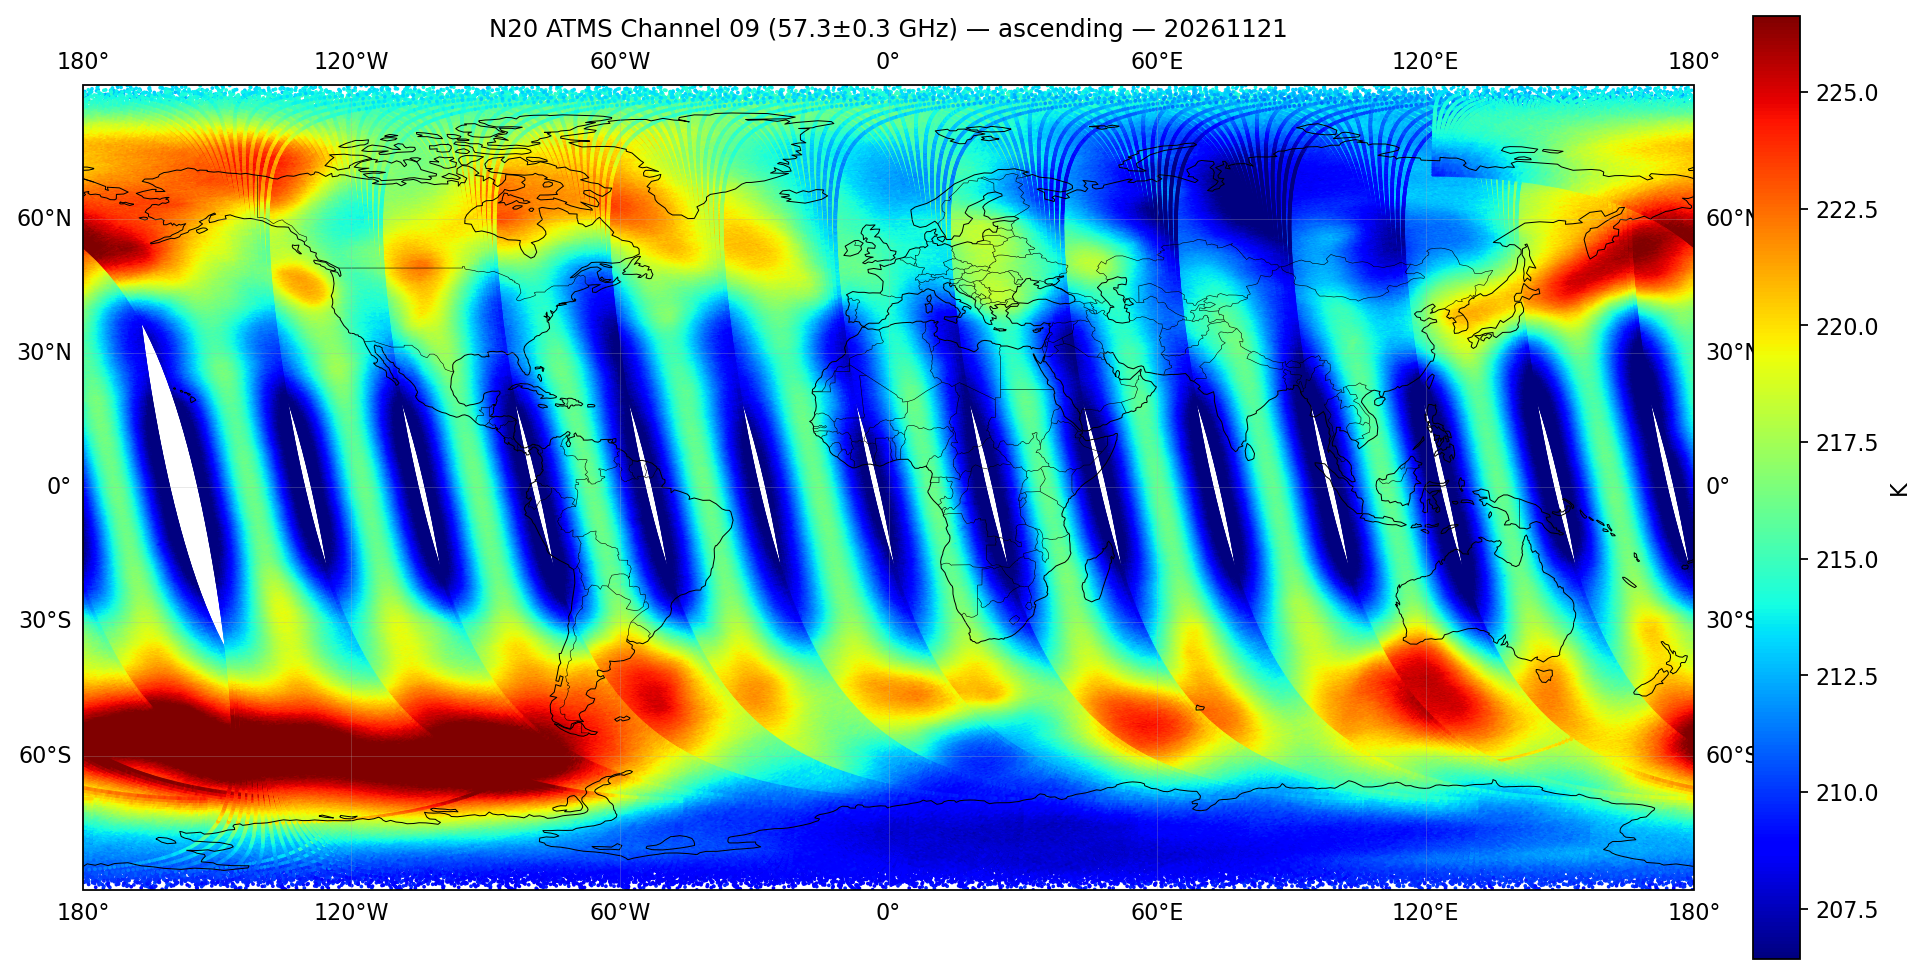 N20 ATMS Channel 09 (57.3±0.3 GHz) — ascending — 20261121
180° 120°W 60°W 0° 60°E 120°E 180°
225.0
60°N 60°N 222.5
220.0
30°N 30°N
217.5
0° 0° K
215.0
30°S 30°S
212.5
60°S 60°S
210.0
180° 120°W 60°W 0° 60°E 120°E 180°
207.5